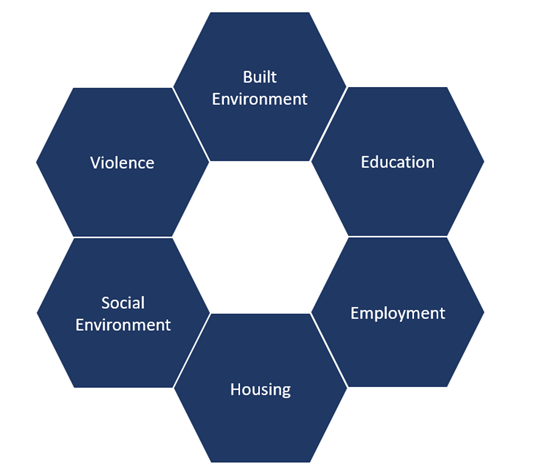 Built
Environment
Violence
Education
Social
Environment
Employment
Housing